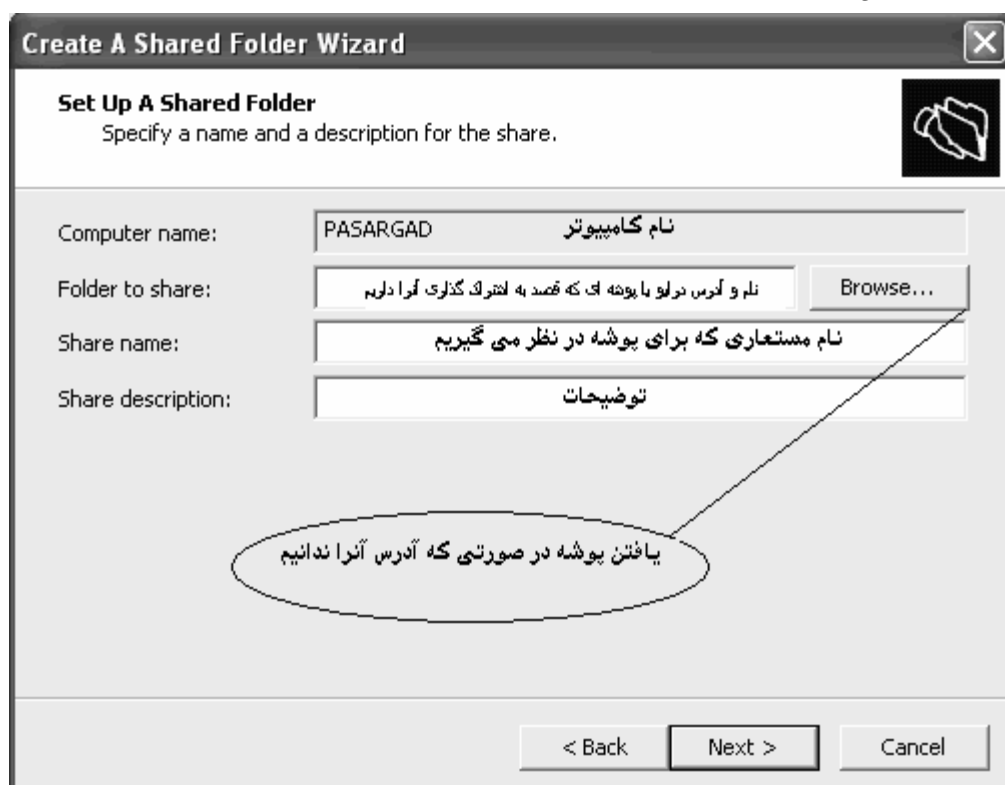 Create A Shared Folder Wizard
Set Up A Shared Folder
Specify a name and a description for the share.
Computer name: PASARGAD نام کامپیوتر
Folder to share: نام و آدرس درایو یا پوشه ای که قصد به اشتراک گذاری آنرا داریم Browse...
Share name: نام مستعاری که برای پوشه در نظر می گیریم
Share description: توضیحات
یافتن پوشه در صورتی که آدرس آنرا ندانیم
< Back Next > Cancel